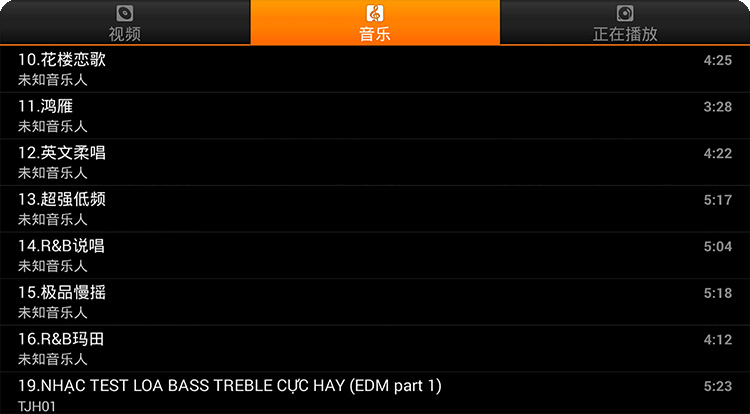 视频
音乐
正在播放
10.花楼恋歌
4:25
未知音乐人
11.鸿雁
3:28
未知音乐人
12.英文柔唱
4:22
未知音乐人
13.超强低频
5:17
未知音乐人
14.R&B说唱
5:04
未知音乐人
15.极品慢摇
5:18
未知音乐人
16.R&B玛田
4:12
未知音乐人
19.NHẠC TEST LOA BASS TREBLE CỰC HAY (EDM part 1)
5:23
TJH01